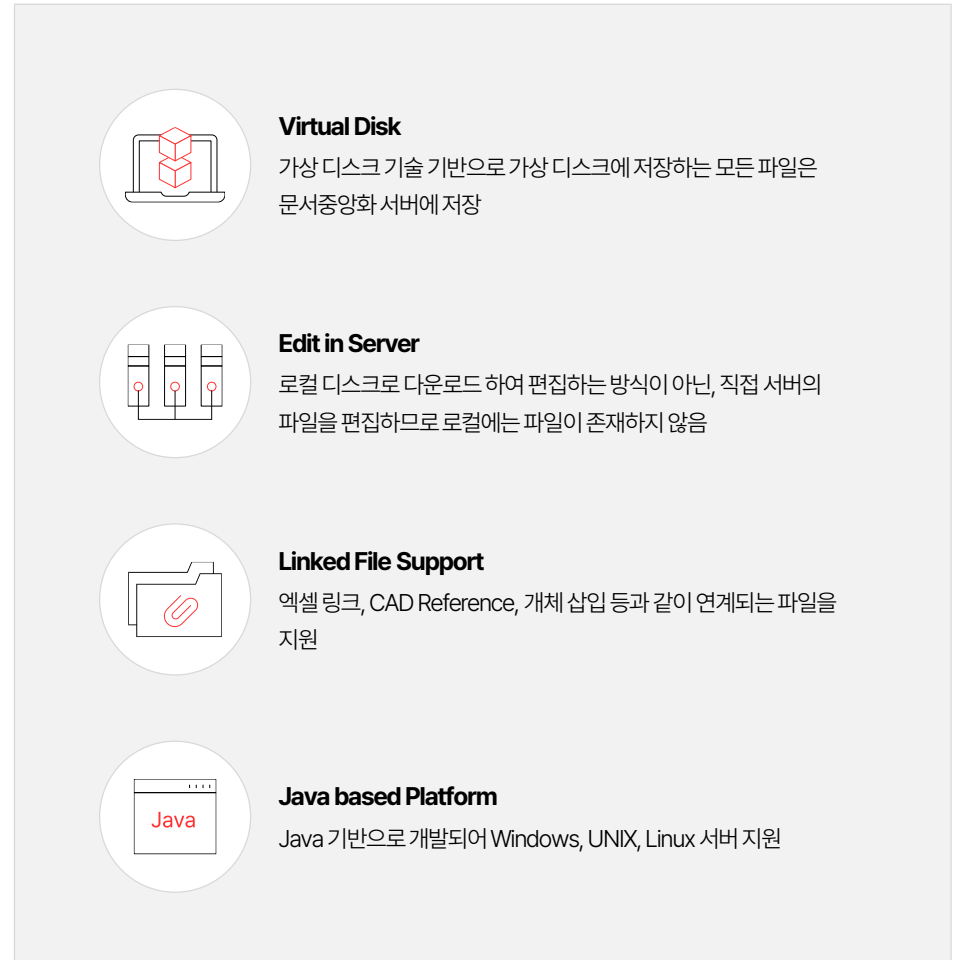 Virtual Disk
가상 디스크 기술 기반으로 가상 디스크에 저장하는 모든 파일은
문서중앙화 서버에 저장
Edit in Server
로컬 디스크로 다운로드 하여 편집하는 방식이 아닌, 직접 서버의
파일을 편집하므로 로컬에는 파일이 존재하지 않음
Linked File Support
엑셀 링크, CAD Reference, 개체 삽입 등과 같이 연계되는 파일을
지원
Java
Java based Platform
Java 기반으로 개발되어 Windows, UNIX, Linux 서버 지원